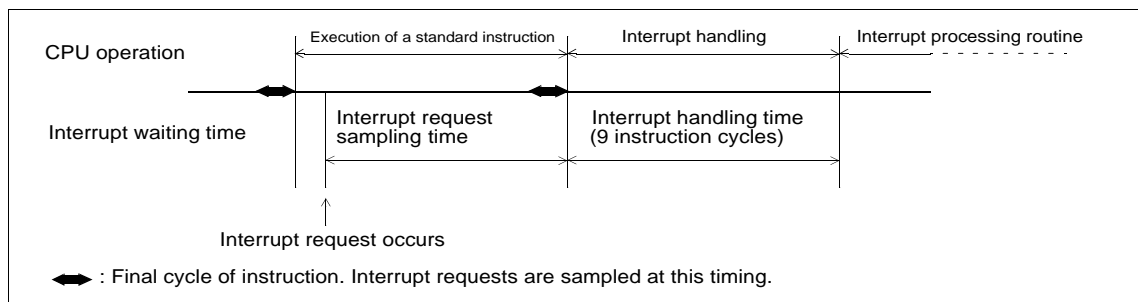 CPU operation
Execution of a standard instruction
Interrupt handling
Interrupt processing routine
Interrupt waiting time
Interrupt request
sampling time
Interrupt handling time
(9 instruction cycles)
Interrupt request occurs
: Final cycle of instruction. Interrupt requests are sampled at this timing.